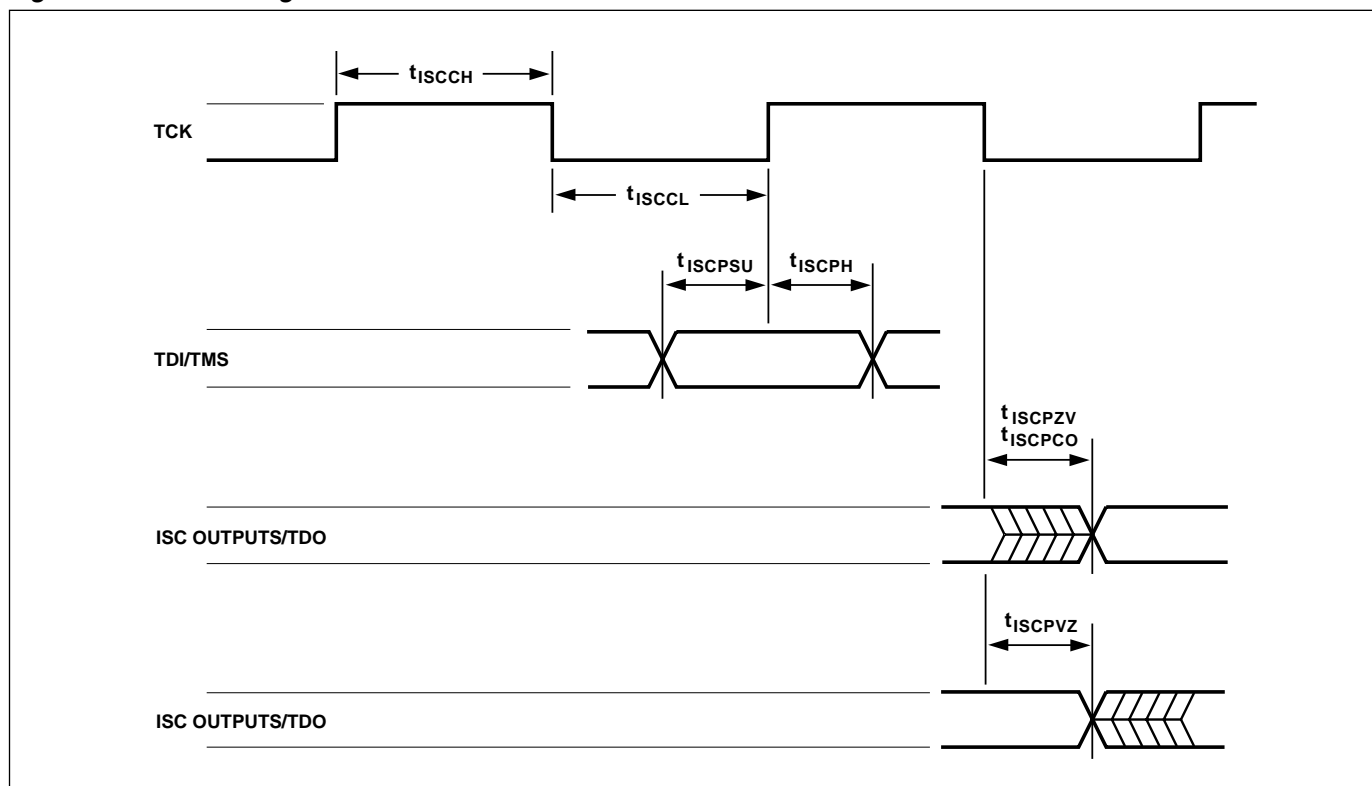 tISCCH
TCK
tISCCL
tISCPSU
tISCPH
TDI/TMS
tISCPZV
tISCPCO
ISC OUTPUTS/TDO
tISCPVZ
ISC OUTPUTS/TDO